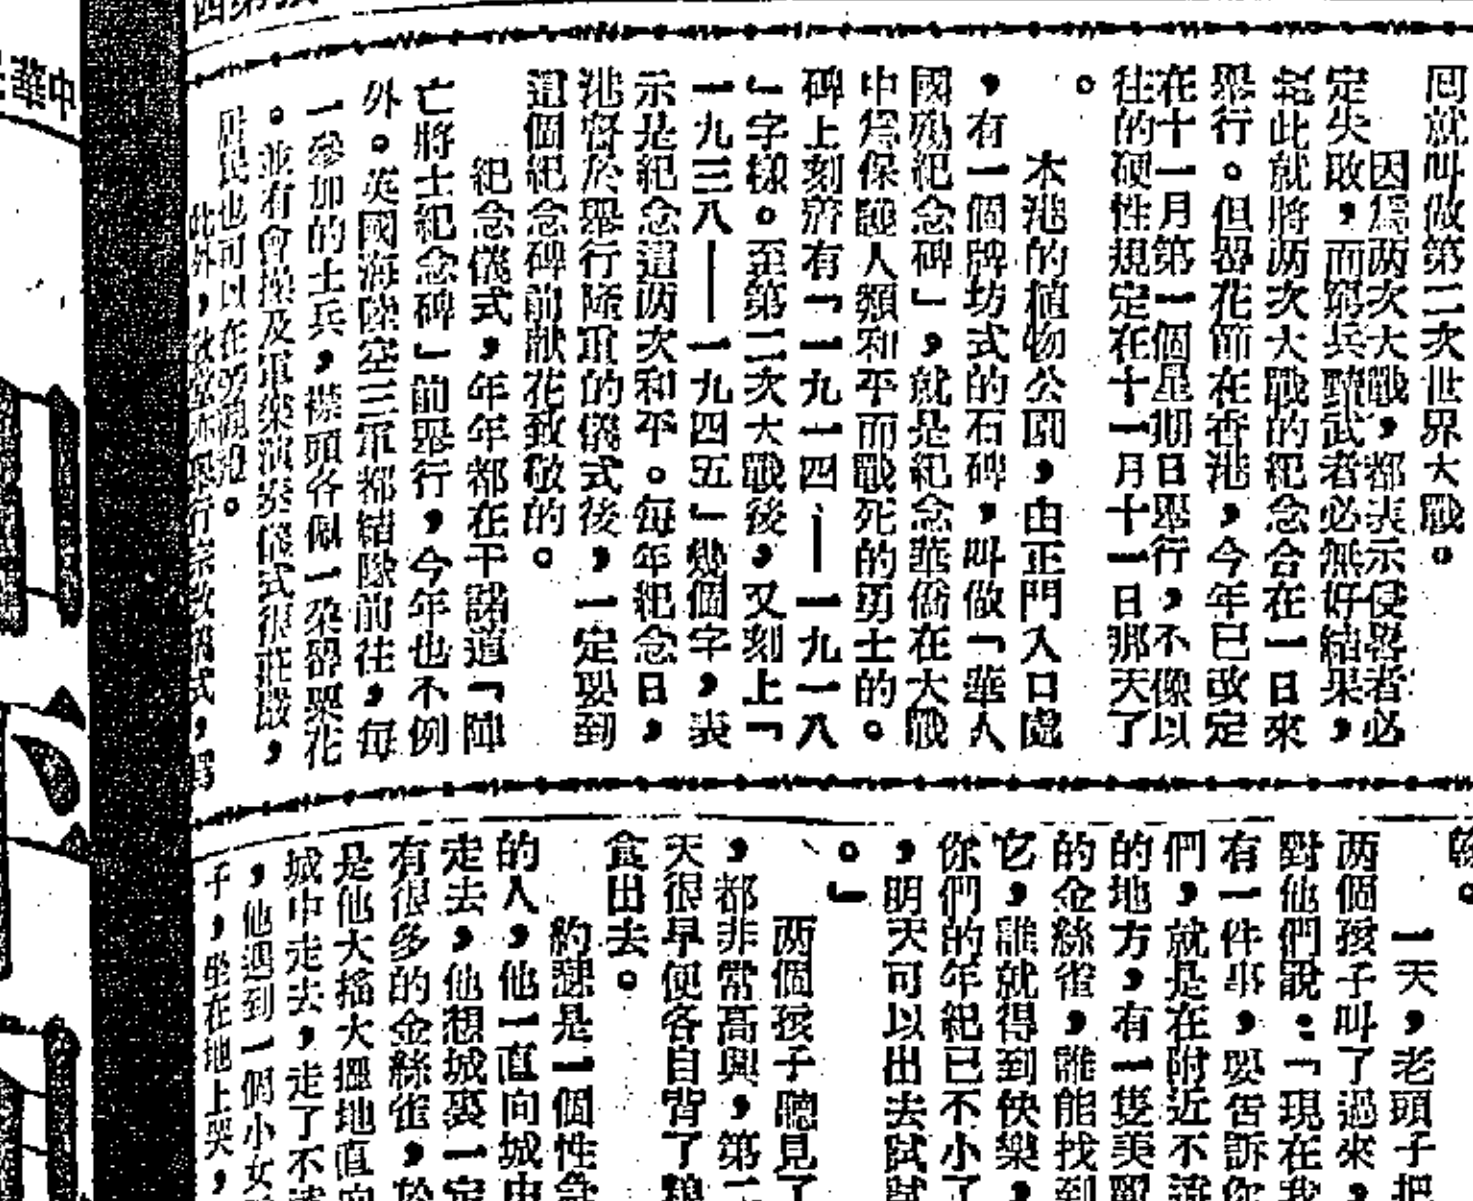 因就叫做第二次世界大戰。
因爲两次大戰,都表示侵畧者必
定失敗,而窮兵黷武者必無好結果,
就將两次大戰的紀念合在一日來
舉行。但罌花節在香港,今年已改定
在十一月第一個星期日舉行,不像以
往的硬性規定在十一月十一日那天了
。
本港的植物公園,由正門入口處
,有一個牌坊式的石碑,叫做「華人
國殤紀念碑」,就是紀念華僑在大戰
中爲保護人類和平而戰死的勇士的。
碑上刻着有「一九一四——一九一八
」字樣。至第二次大戰後,又刻上「
一九三八——一九四五」幾個字,表
示是紀念這两次和平。每年紀念日,
港督於舉行隆重的儀式後,一定要到
這個紀念碑前獻花致敬的。
紀念儀式,年年都在干諾道「陣
亡將士紀念碑」前舉行,今年也不例
外。英國海陸空三軍都結隊前往,每
一參加的士兵,襟頭各佩一朶罌粟花
。並有會操及軍樂演奏儀式很莊嚴,
居民也可以在旁觀禮。
此外,教堂亦舉行宗教儀式,
一天,老頭子把
两個孩子叫了過來,
對他們說:「現在我
有一件事,要告訴你
們,就是在附近不遠
的地方,有一隻美麗
的金絲雀,誰能找到
它,誰就得到快樂,
你們的年紀已不小了
,明天可以出去試試
。」
两個孩子聽見了
,都非常高興,第二
天很早便各自背了糧
食出去。
約翰是一個性急
的人,他一直向城中
走去,他想城裏一定
有很多的金絲雀,於
是他大搖大擺地直向
城中走去,走了不遠
,他遇到一個小女孩
子,坐在地上哭,
中華